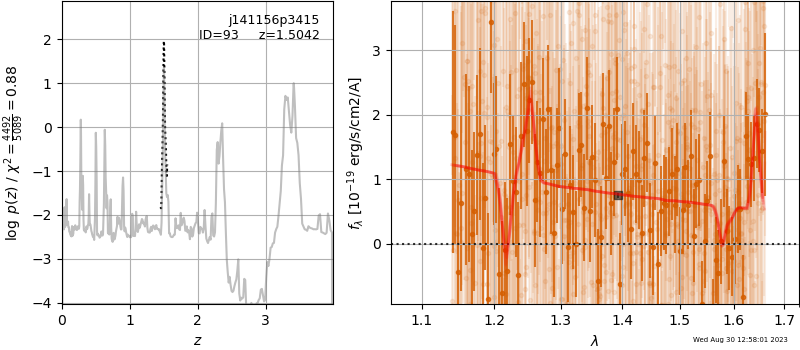 j141156p3415
ID=93 z=1.5042
log p(z) / χ² = 4492/5089 = 0.88
2
1
0
−1
−2
−3
−4
0 1 2 3
z
fλ [10⁻¹⁹ erg/s/cm2/A]
3
2
1
0
1.1 1.2 1.3 1.4 1.5 1.6 1.7
λ
Wed Aug 30 12:58:01 2023